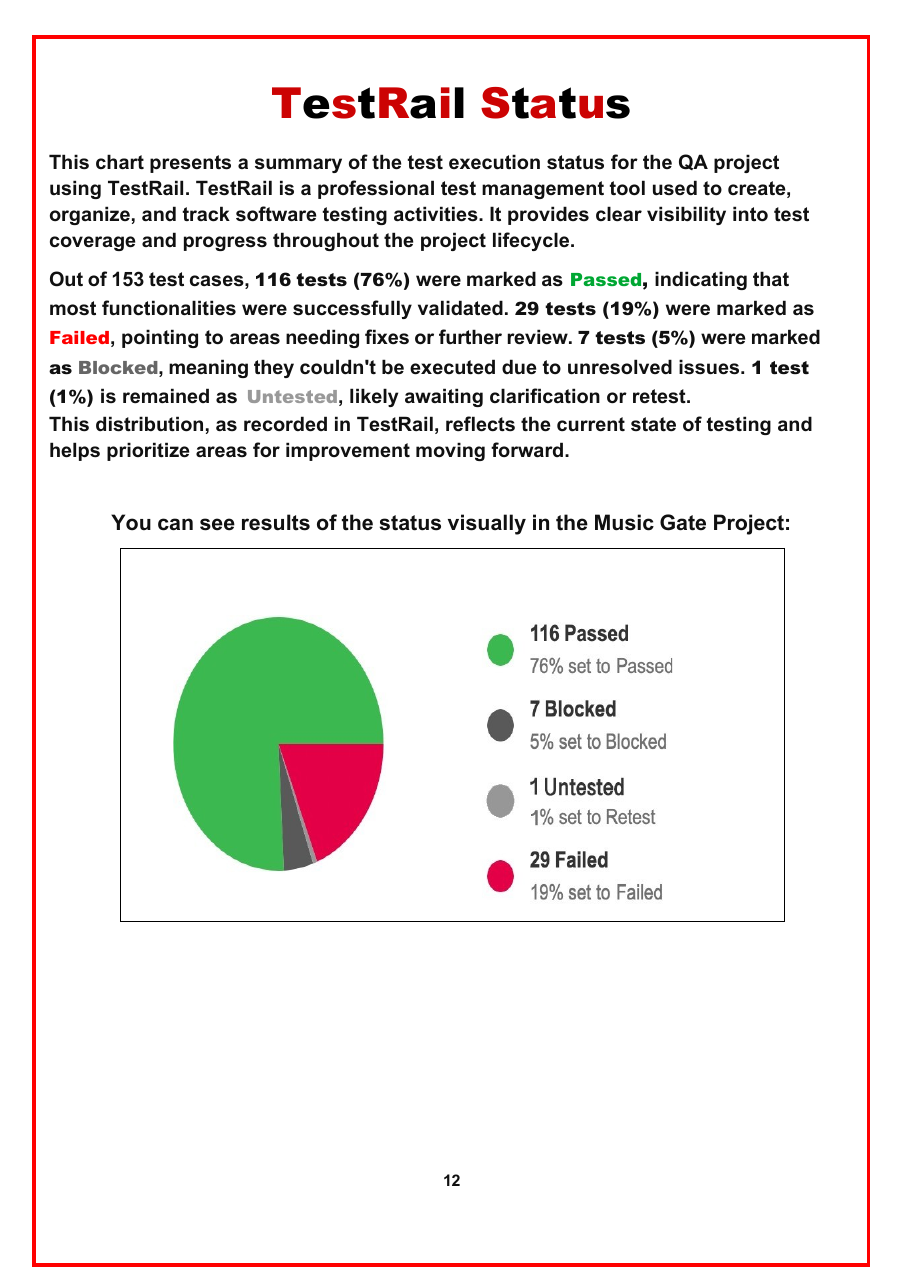 TestRail Status
This chart presents a summary of the test execution status for the QA project
using TestRail. TestRail is a professional test management tool used to create,
organize, and track software testing activities. It provides clear visibility into test
coverage and progress throughout the project lifecycle.
Out of 153 test cases, 116 tests (76%) were marked as Passed, indicating that
most functionalities were successfully validated. 29 tests (19%) were marked as
Failed, pointing to areas needing fixes or further review. 7 tests (5%) were marked
as Blocked, meaning they couldn't be executed due to unresolved issues. 1 test
(1%) is remained as Untested, likely awaiting clarification or retest.
This distribution, as recorded in TestRail, reflects the current state of testing and
helps prioritize areas for improvement moving forward.
You can see results of the status visually in the Music Gate Project:
116 Passed
76% set to Passed
7 Blocked
5% set to Blocked
1 Untested
1% set to Retest
29 Failed
19% set to Failed
12